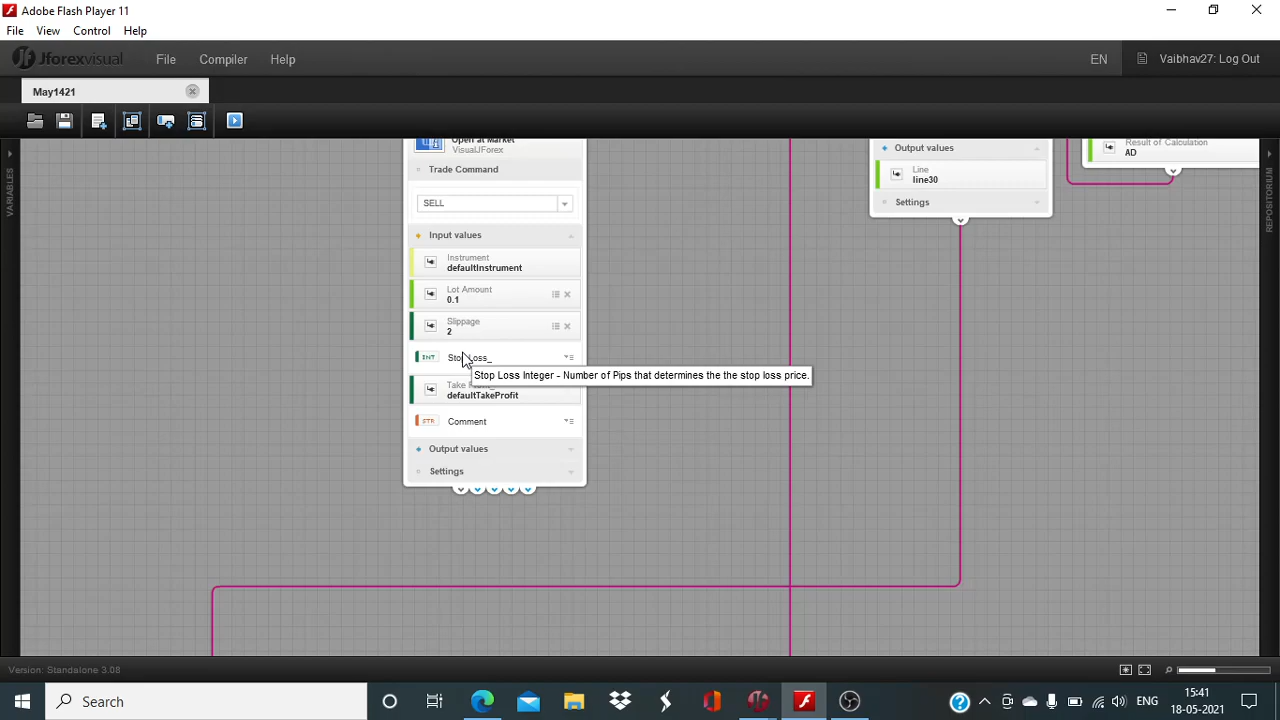 Adobe Flash Player 11
File View Control Help
Jforexvisual File Compiler Help EN Vaibhav27: Log Out
May1421
VARIABLES
REPOSITORIUM
Open at Market
VisualJForex
Trade Command
SELL
Input values
Instrument
defaultInstrument
Lot Amount
0.1
Slippage
2
INT Stop Loss_
Stop Loss Integer - Number of Pips that determines the the stop loss price.
defaultTakeProfit
STR Comment
Output values
Settings
Output values
Line
line30
Settings
Result of Calculation
AD
Version: Standalone 3.08
Search
ENG
15:41
18-05-2021